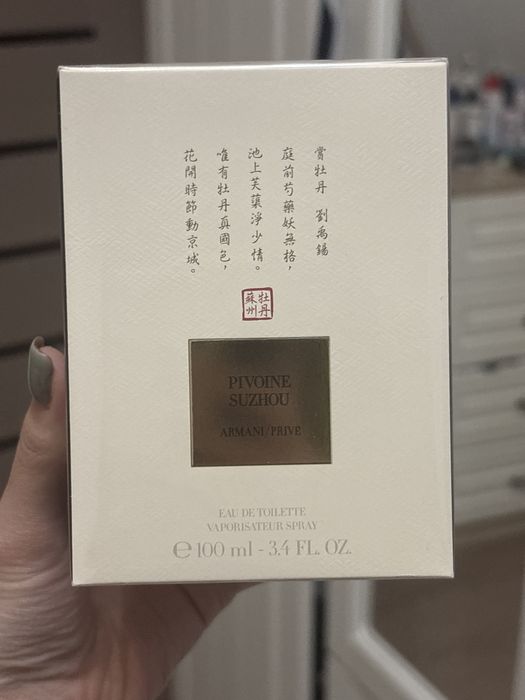 賞牡丹 劉禹錫
庭前芍藥妖無格，
池上芙蕖淨少情。
唯有牡丹真國色，
花開時節動京城。
牡丹
蘇州
PIVOINE
SUZHOU
ARMANI/PRIVÉ
EAU DE TOILETTE
VAPORISATEUR SPRAY
℮ 100 ml - 3.4 FL. OZ.